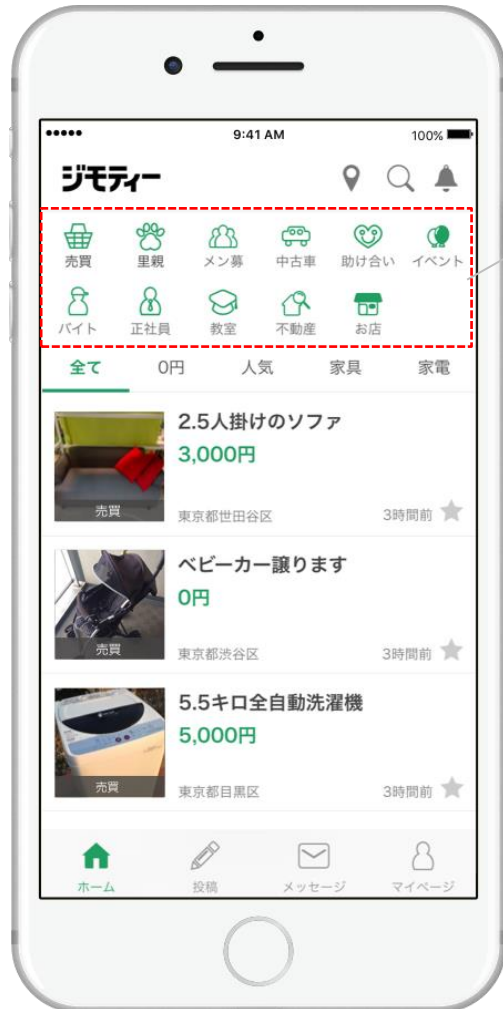 9:41 AM 100%
ジモティー
売買 里親 メン募 中古車 助け合い イベント
バイト 正社員 教室 不動産 お店
全て 0円 人気 家具 家電
2.5人掛けのソファ
3,000円
売買
東京都世田谷区 3時間前
ベビーカー譲ります
0円
売買
東京都渋谷区 3時間前
5.5キロ全自動洗濯機
5,000円
売買
東京都目黒区 3時間前
ホーム 投稿 メッセージ マイページ